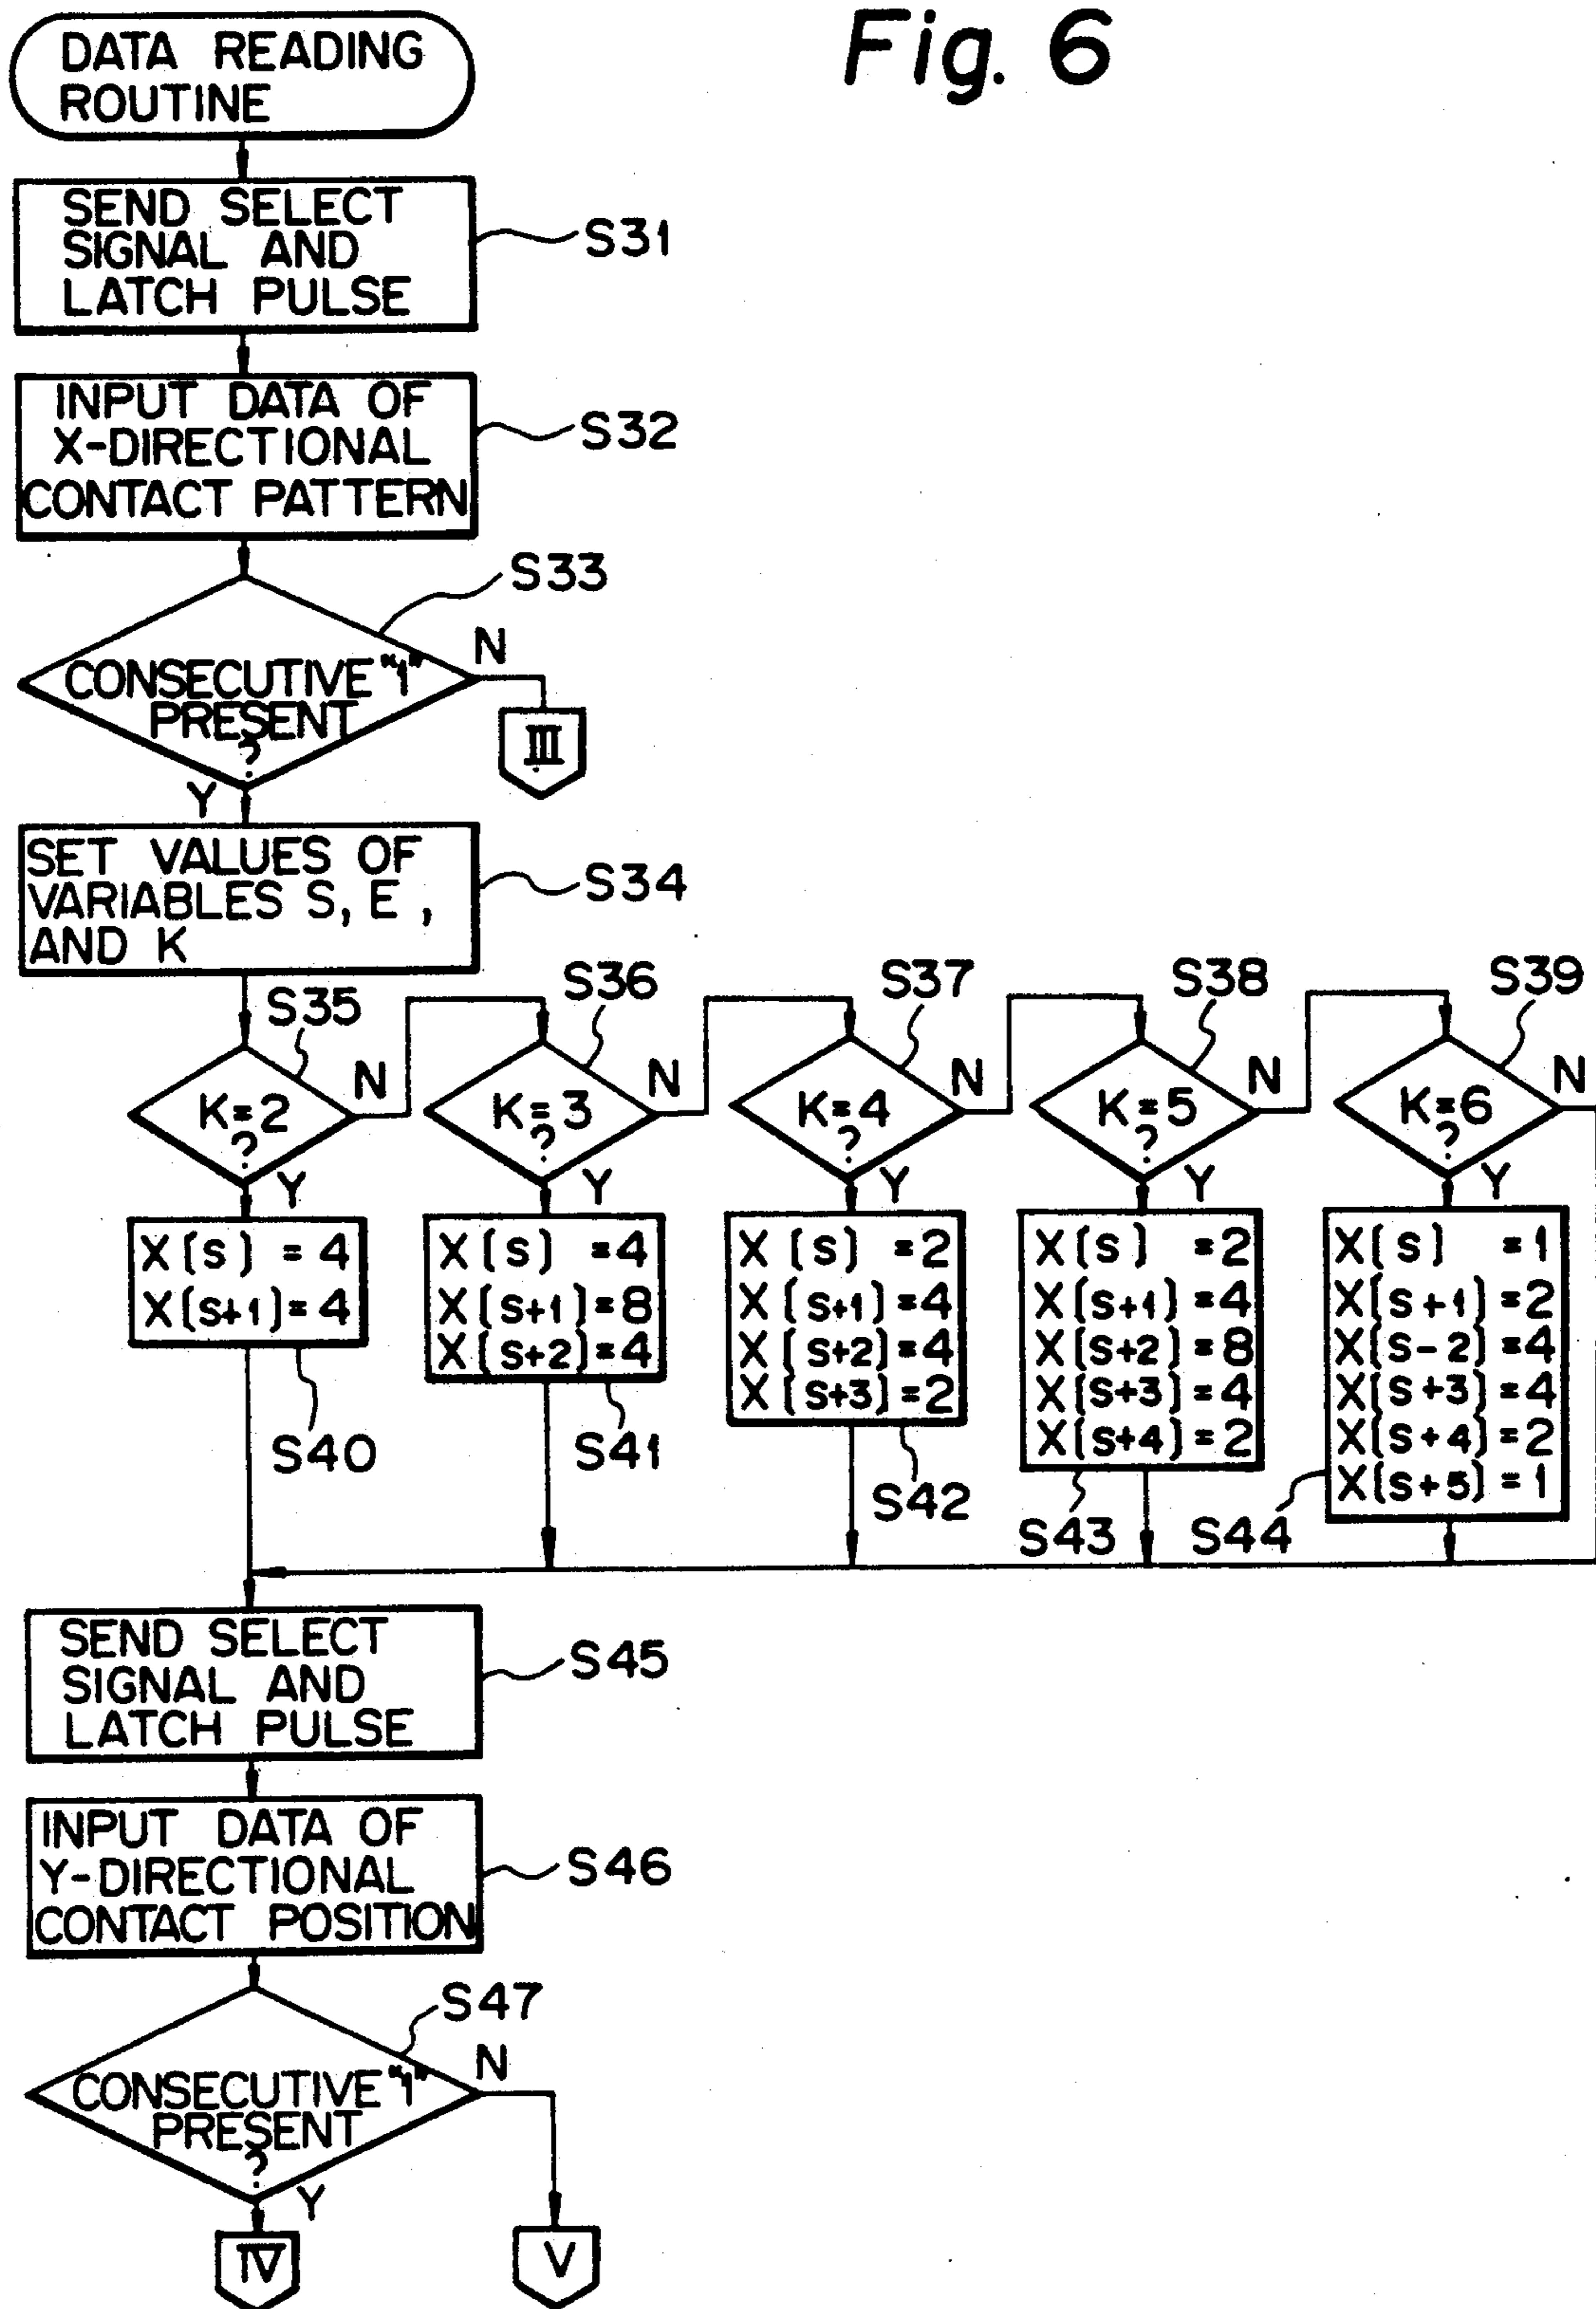 Fig. 6
DATA READING
ROUTINE
SEND SELECT
SIGNAL AND
LATCH PULSE
S31
INPUT DATA OF
X-DIRECTIONAL
CONTACT PATTERN
S32
S33
CONSECUTIVE "1"
PRESENT
?
N
III
Y
SET VALUES OF
VARIABLES S, E,
AND K
S34
S35
K=2
?
N
Y
S36
K=3
?
N
Y
S37
K=4
?
N
Y
S38
K=5
?
N
Y
S39
K=6
?
N
Y
X(S) =4
X(S+1)=4
S40
X(S) =4
X(S+1)=8
X(S+2)=4
S41
X(S) =2
X(S+1)=4
X(S+2)=4
X(S+3)=2
S42
X(S) =2
X(S+1)=4
X(S+2)=8
X(S+3)=4
X(S+4)=2
S43
X(S) =1
X(S+1)=2
X(S-2)=4
X(S+3)=4
X(S+4)=2
X(S+5)=1
S44
SEND SELECT
SIGNAL AND
LATCH PULSE
S45
INPUT DATA OF
Y-DIRECTIONAL
CONTACT POSITION
S46
S47
CONSECUTIVE "1"
PRESENT
?
N
Y
IV
V